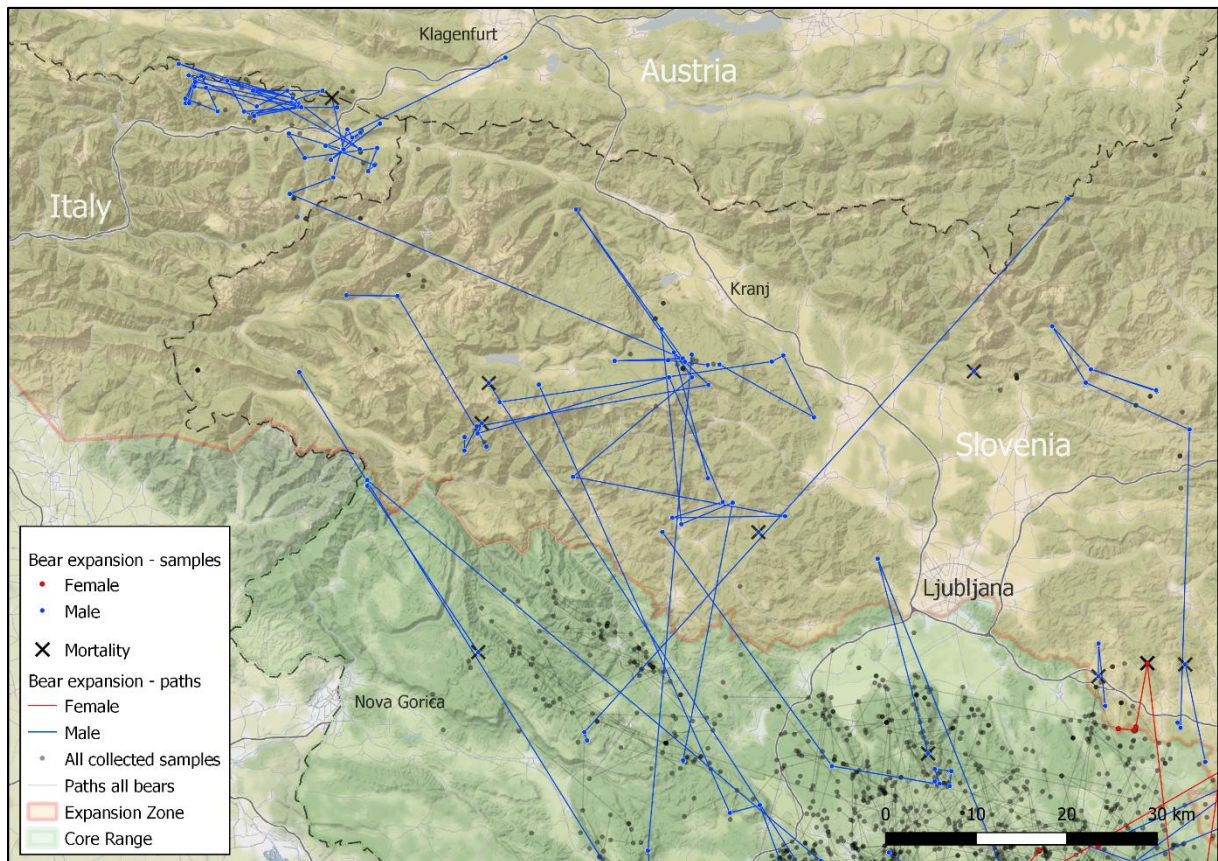 Klagenfurt
Austria
Italy
Kranj
Slovenia
Ljubljana
Nova Gorica
Bear expansion - samples
Female
Male
Mortality
Bear expansion - paths
Female
Male
All collected samples
Paths all bears
Expansion Zone
Core Range
0 10 20 30 km